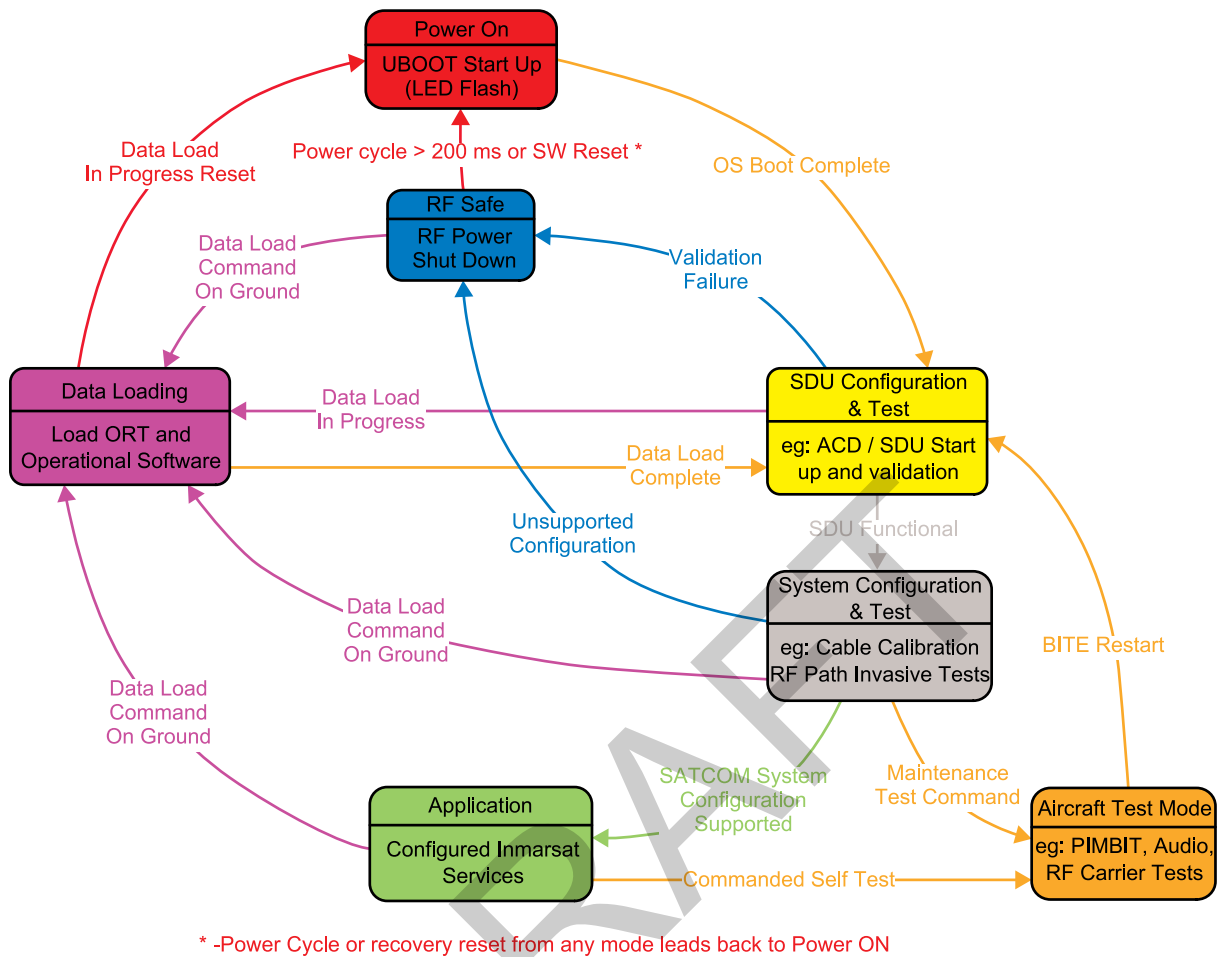 Power On
UBOOT Start Up
(LED Flash)
Data Load
In Progress Reset
Power cycle > 200 ms or SW Reset *
OS Boot Complete
RF Safe
RF Power
Shut Down
Data Load
Command
On Ground
Validation
Failure
Data Loading
Load ORT and
Operational Software
Data Load
In Progress
SDU Configuration
& Test
eg: ACD / SDU Start
up and validation
Data Load
Complete
Unsupported
Configuration
SDU Functional
System Configuration
& Test
eg: Cable Calibration
RF Path Invasive Tests
Data Load
Command
On Ground
BITE Restart
Data Load
Command
On Ground
SATCOM System
Configuration
Supported
Maintenance
Test Command
Application
Configured Inmarsat
Services
Aircraft Test Mode
eg: PIMBIT, Audio,
RF Carrier Tests
Commanded Self Test
* -Power Cycle or recovery reset from any mode leads back to Power ON
RAFT